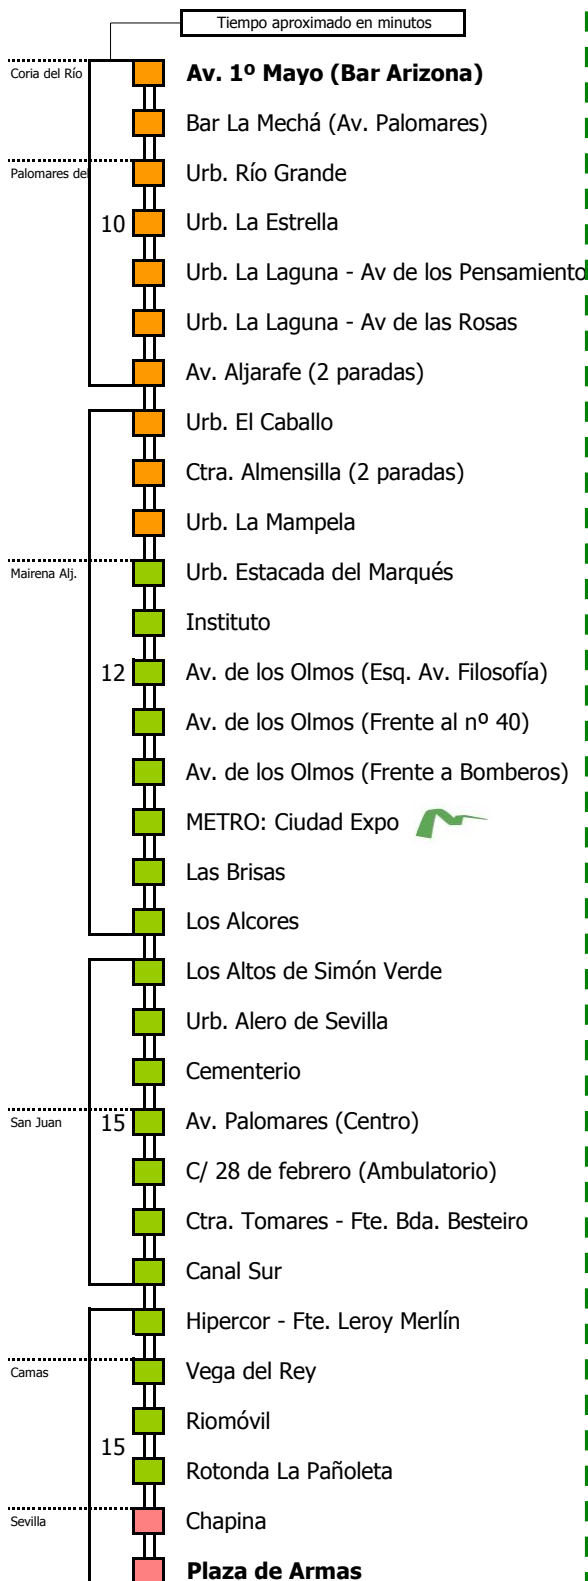 Tiempo aproximado en minutos
Coria del Río
Av. 1º Mayo (Bar Arizona)
Bar La Mechá (Av. Palomares)
Palomares del
Urb. Río Grande
10
Urb. La Estrella
Urb. La Laguna - Av de los Pensamiento
Urb. La Laguna - Av de las Rosas
Av. Aljarafe (2 paradas)
Urb. El Caballo
Ctra. Almensilla (2 paradas)
Urb. La Mampela
Mairena Alj.
Urb. Estacada del Marqués
Instituto
12
Av. de los Olmos (Esq. Av. Filosofía)
Av. de los Olmos (Frente al nº 40)
Av. de los Olmos (Frente a Bomberos)
METRO: Ciudad Expo
Las Brisas
Los Alcores
Los Altos de Simón Verde
Urb. Alero de Sevilla
Cementerio
San Juan
15
Av. Palomares (Centro)
C/ 28 de febrero (Ambulatorio)
Ctra. Tomares - Fte. Bda. Besteiro
Canal Sur
Hipercor - Fte. Leroy Merlín
Camas
Vega del Rey
Riomóvil
15
Rotonda La Pañoleta
Sevilla
Chapina
Plaza de Armas